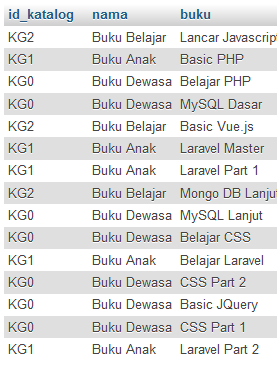 id_katalog nama buku
KG2 Buku Belajar Lancar Javascrip
KG1 Buku Anak Basic PHP
KG0 Buku Dewasa Belajar PHP
KG0 Buku Dewasa MySQL Dasar
KG2 Buku Belajar Basic Vue.js
KG1 Buku Anak Laravel Master
KG1 Buku Anak Laravel Part 1
KG2 Buku Belajar Mongo DB Lanju
KG0 Buku Dewasa MySQL Lanjut
KG0 Buku Dewasa Belajar CSS
KG1 Buku Anak Belajar Laravel
KG0 Buku Dewasa CSS Part 2
KG0 Buku Dewasa Basic JQuery
KG0 Buku Dewasa CSS Part 1
KG1 Buku Anak Laravel Part 2